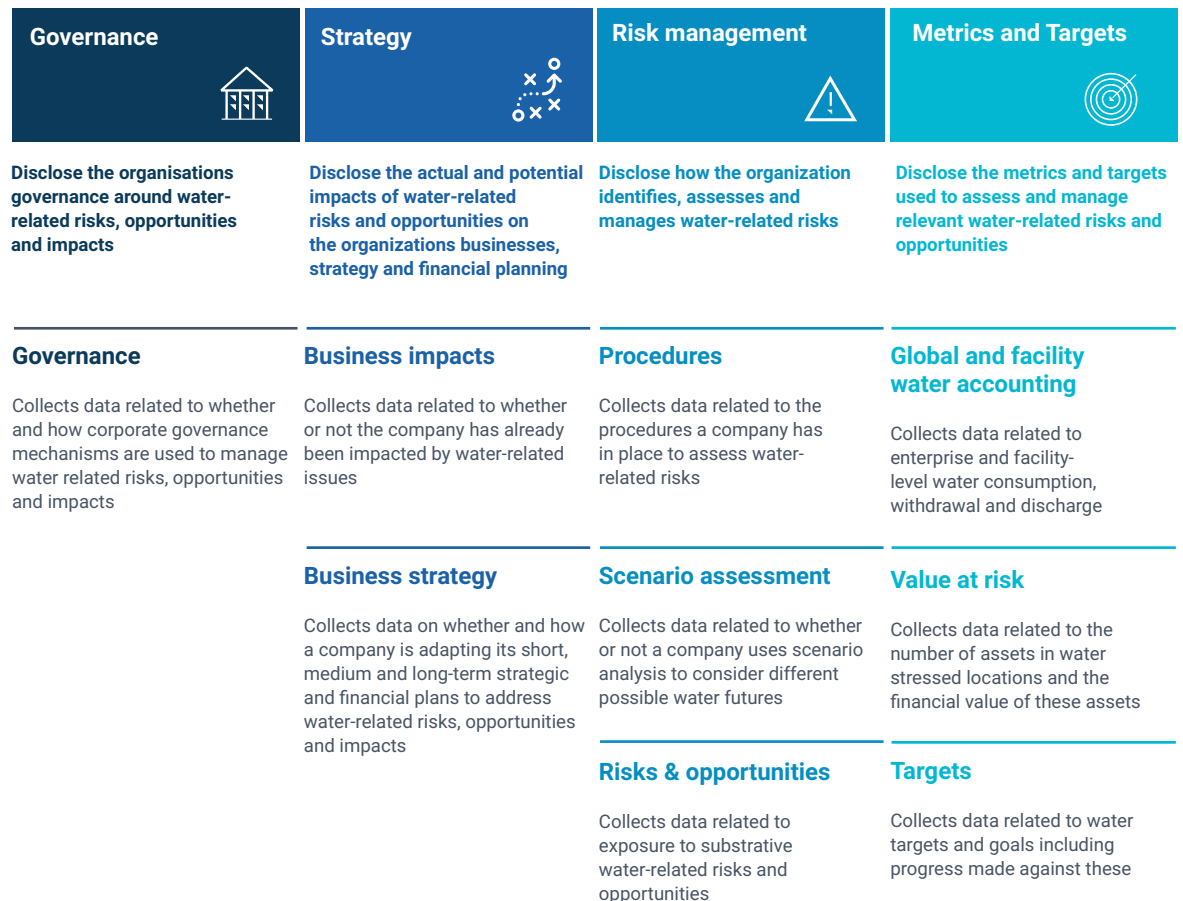 Governance
Strategy
Risk management
Metrics and Targets
Disclose the organisations
governance around water-
related risks, opportunities
and impacts
Disclose the actual and potential
impacts of water-related
risks and opportunities on
the organizations businesses,
strategy and financial planning
Disclose how the organization
identifies, assesses and
manages water-related risks
Disclose the metrics and targets
used to assess and manage
relevant water-related risks and
opportunities
Governance
Collects data related to whether
and how corporate governance
mechanisms are used to manage
water related risks, opportunities
and impacts
Business impacts
Collects data related to whether
or not the company has already
been impacted by water-related
issues
Business strategy
Collects data on whether and how
a company is adapting its short,
medium and long-term strategic
and financial plans to address
water-related risks, opportunities
and impacts
Procedures
Collects data related to the
procedures a company has
in place to assess water-
related risks
Scenario assessment
Collects data related to whether
or not a company uses scenario
analysis to consider different
possible water futures
Risks & opportunities
Collects data related to
exposure to substrative
water-related risks and
opportunities
Global and facility
water accounting
Collects data related to
enterprise and facility-
level water consumption,
withdrawal and discharge
Value at risk
Collects data related to the
number of assets in water
stressed locations and the
financial value of these assets
Targets
Collects data related to water
targets and goals including
progress made against these